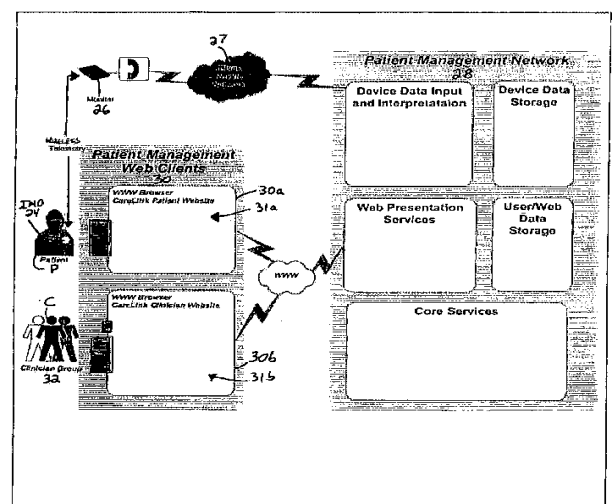 27
Patient Management Network
28
Monitor
26
Device Data Input
and Interpretataion
Device Data
Storage
Wireless
Telemetry
Patient Management
Web Clients
30a
WWW Browser
CareLink Patient Website
31a
IMD
24
Patient
P
Web Presentation
Services
User/Web
Data
Storage
WWW
WWW Browser
CareLink Clinician Website
C
Clinician Group
32
30b
31b
Core Services